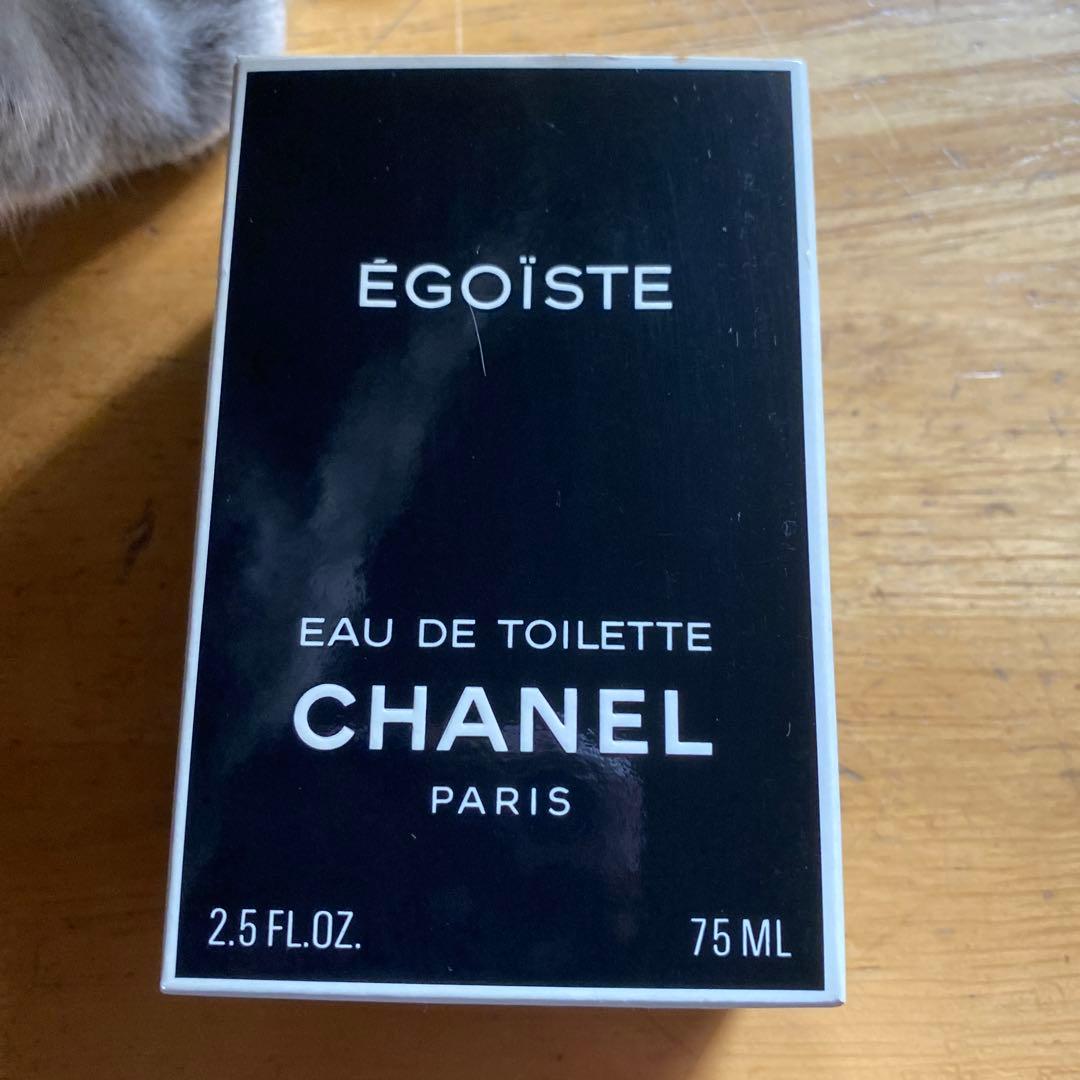 ÉGOÏSTE
EAU DE TOILETTE
CHANEL
PARIS
2.5 FL.OZ. 75 ML